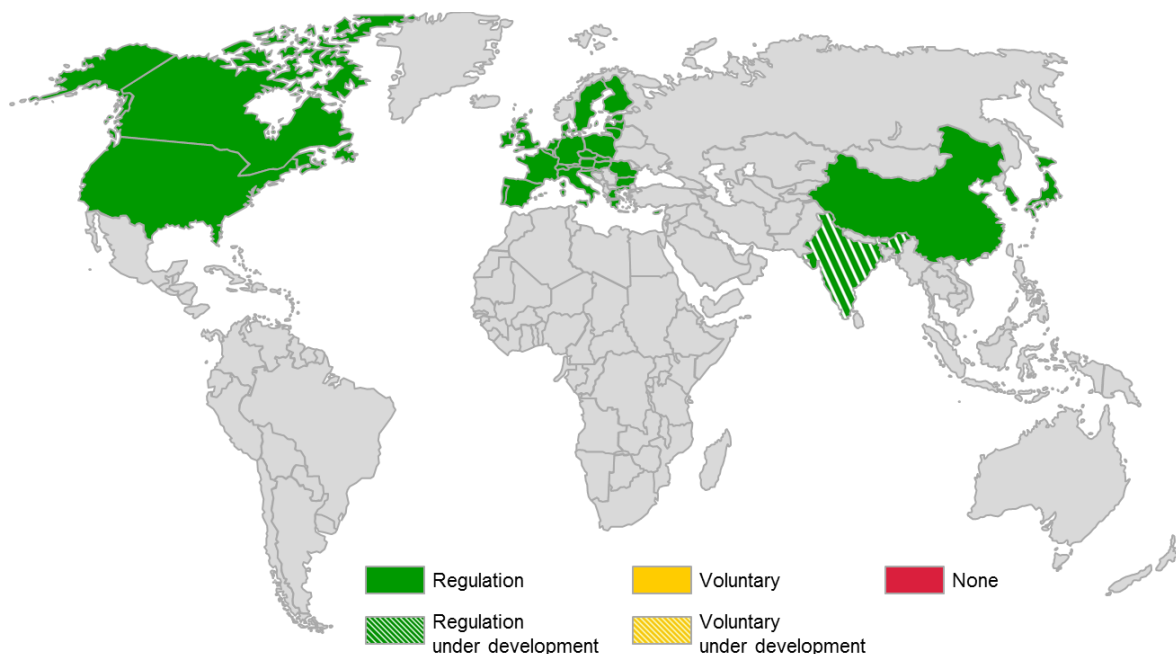 Regulation
Voluntary
None
Regulation
under development
Voluntary
under development